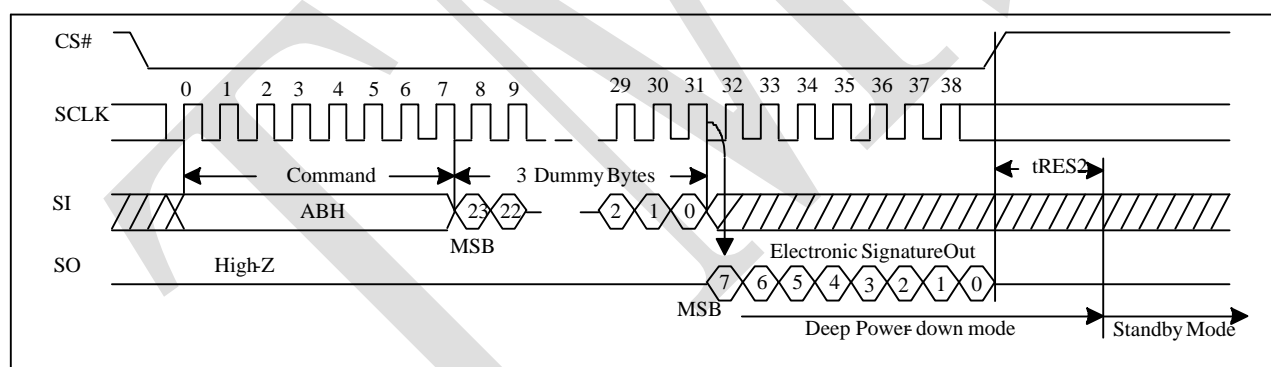 CS#
0 1 2 3 4 5 6 7 8 9 29 30 31 32 33 34 35 36 37 38
SCLK
Command 3 Dummy Bytes tRES2
SI ABH 23 22 2 1 0
MSB
SO High-Z Electronic Signature Out
7 6 5 4 3 2 1 0
MSB
Deep Power-down mode Standby Mode